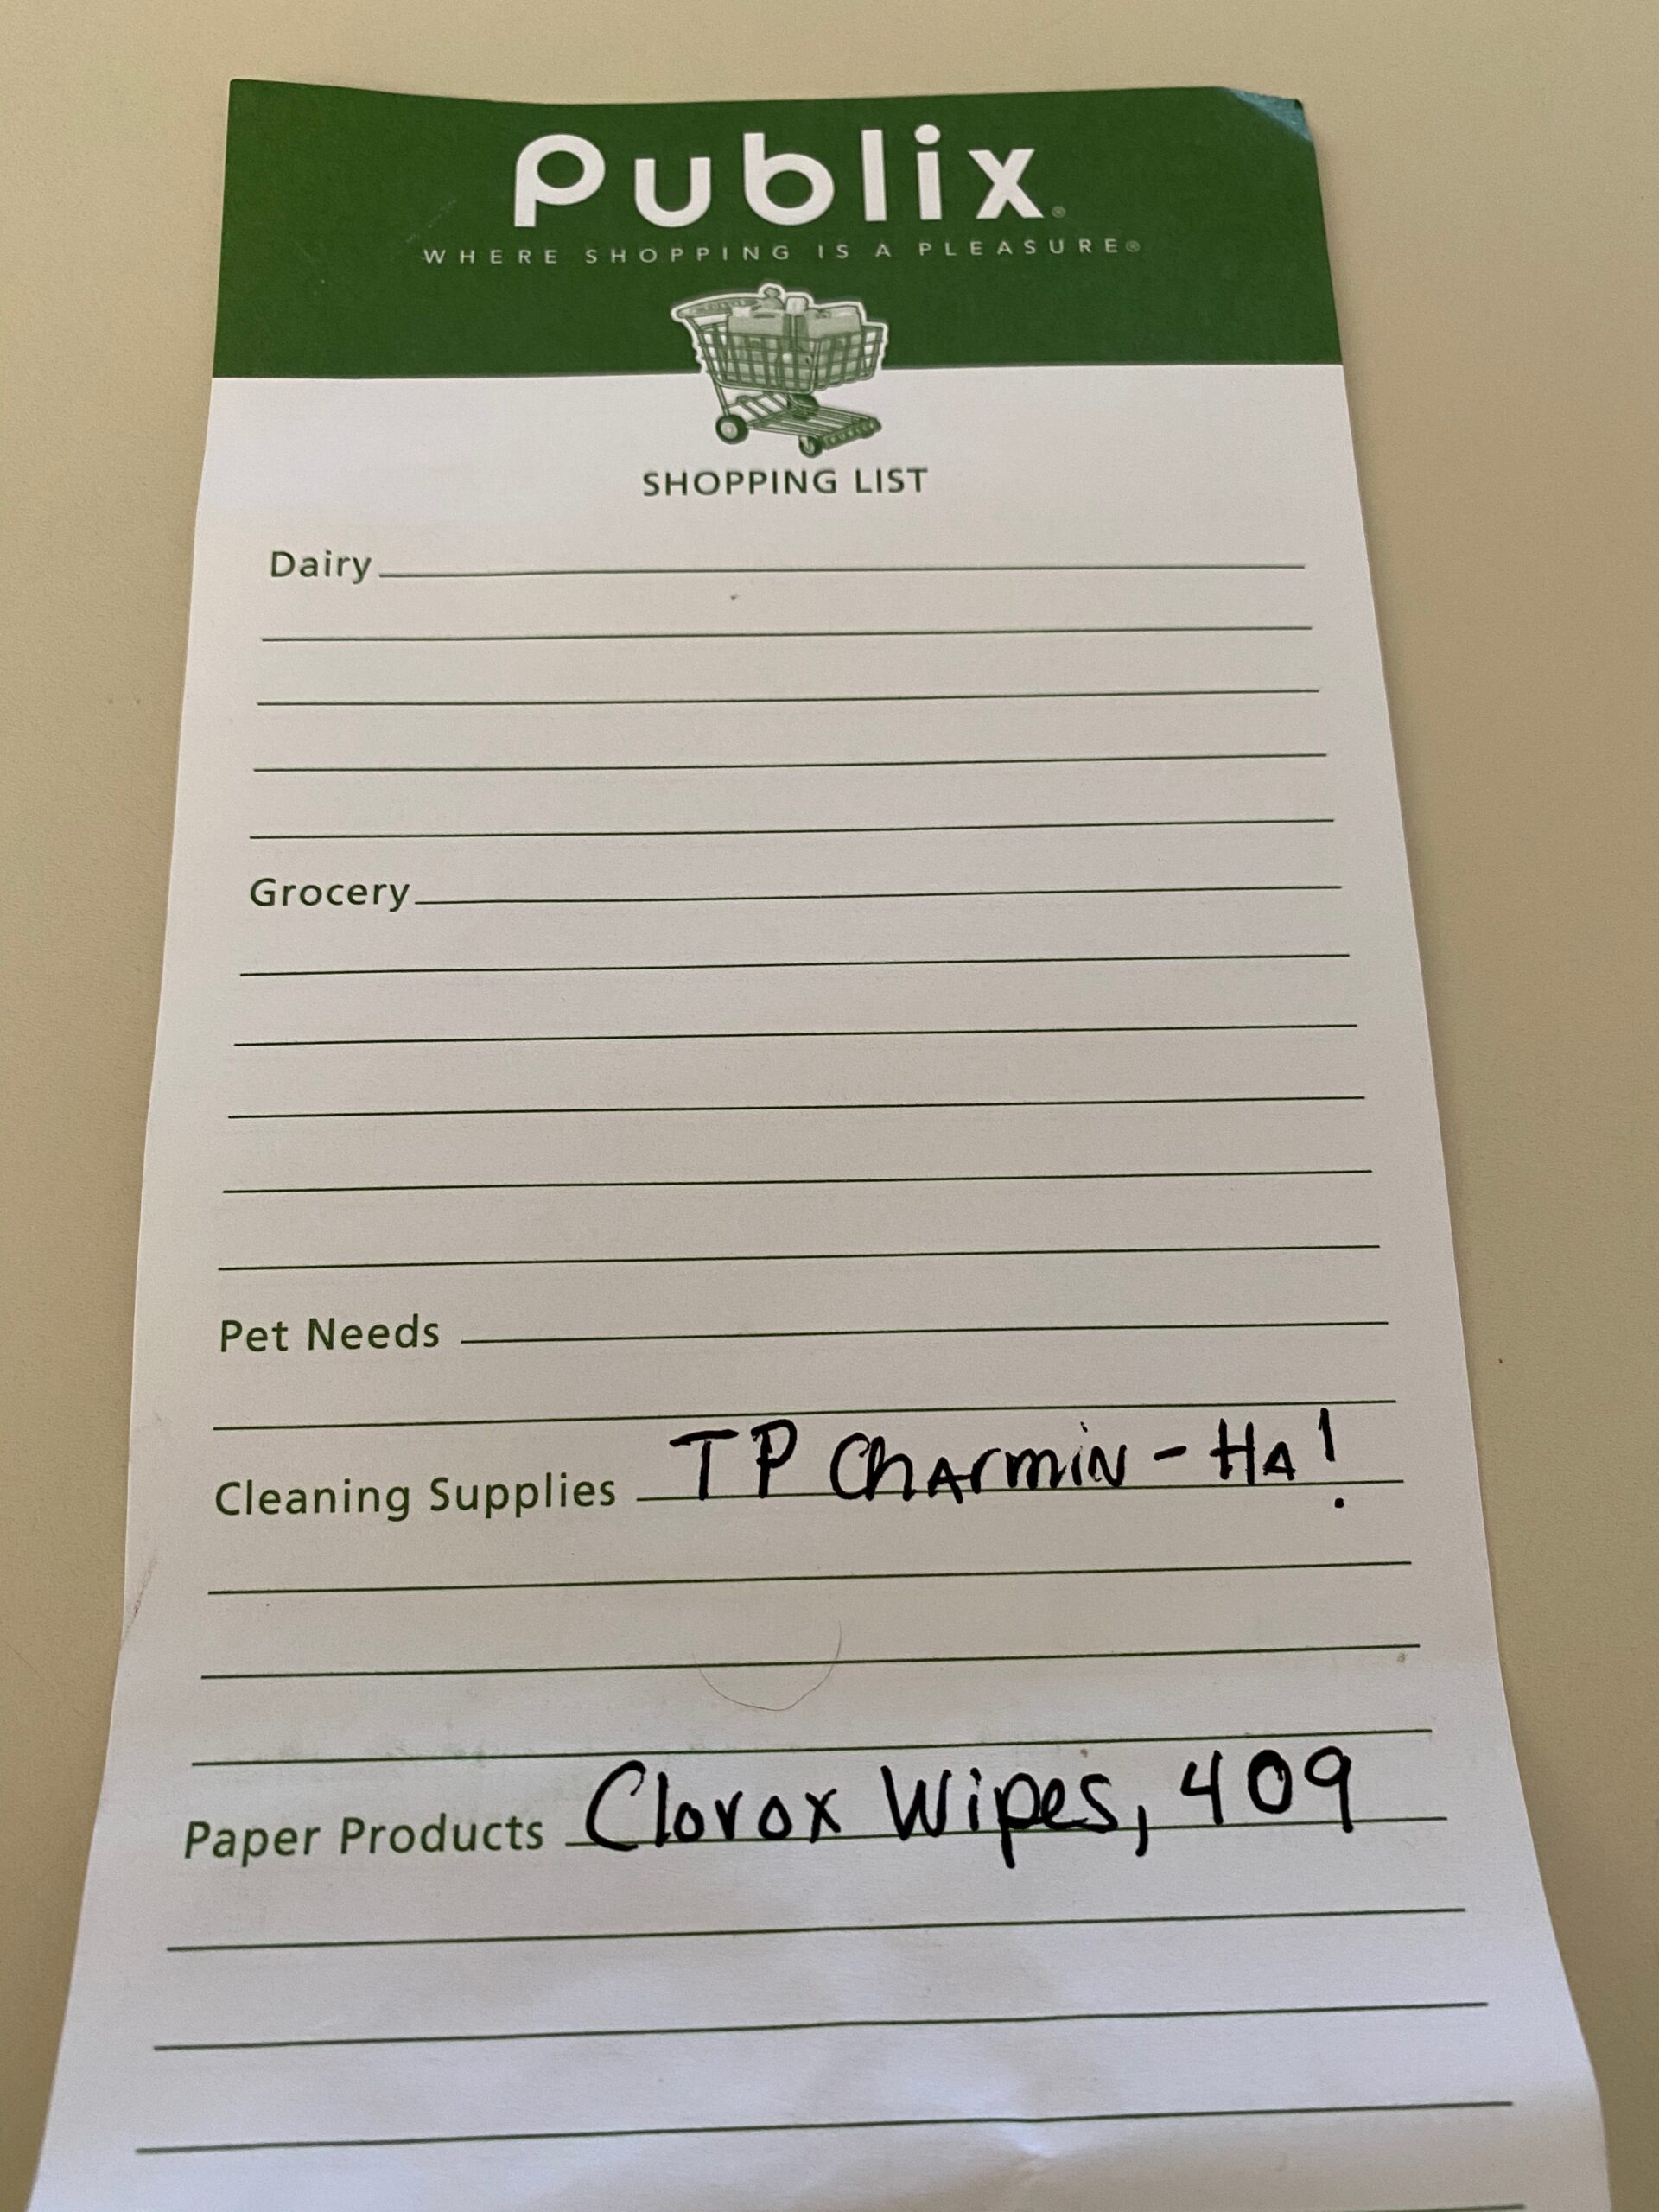 Publix®
WHERE SHOPPING IS A PLEASURE®
PUBLIX
SHOPPING LIST
Dairy
Grocery
Pet Needs
Cleaning Supplies TP Charmin - HA!
Paper Products Clorox Wipes, 409